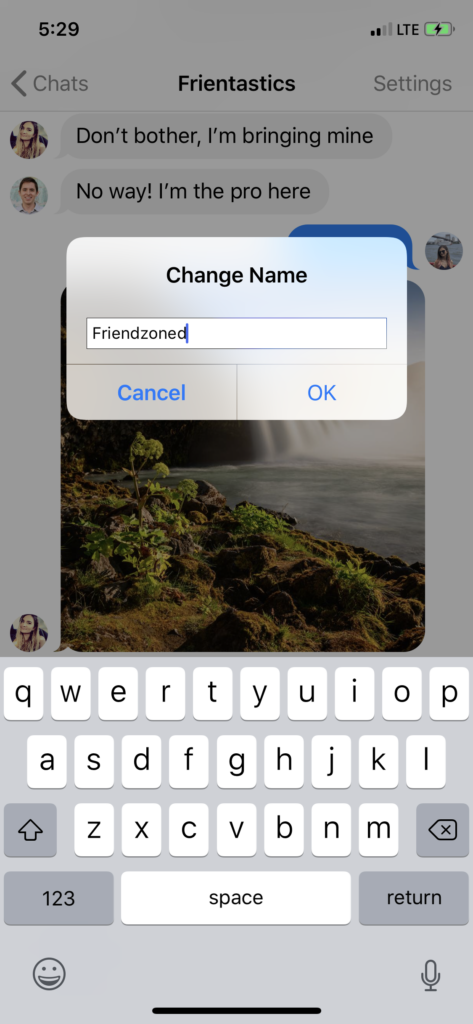 5:29
LTE
Chats
Frientastics
Settings
Don’t bother, I’m bringing mine
No way! I’m the pro here
Change Name
Friendzoned
Cancel
OK
q w e r t y u i o p
a s d f g h j k l
z x c v b n m
123
space
return